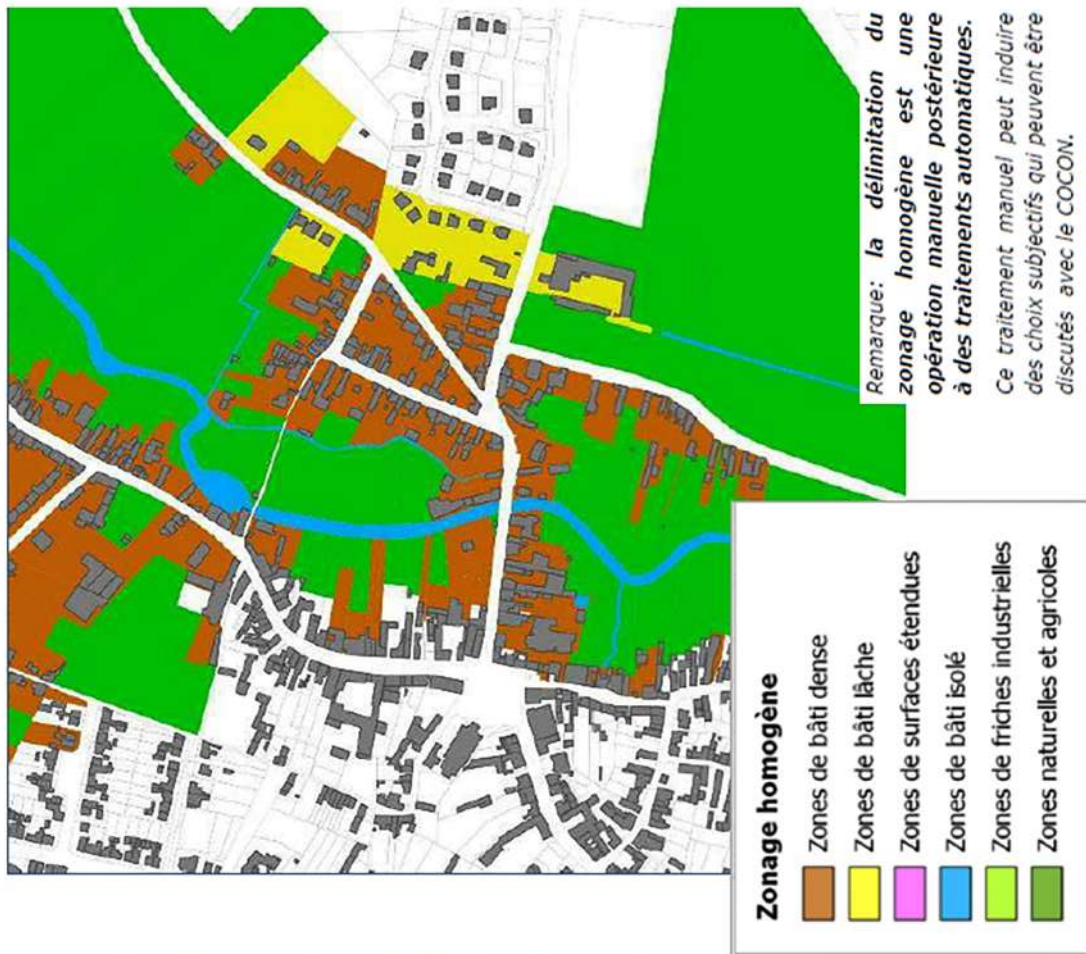 Remarque: la délimitation du
zonage homogène est une
opération manuelle postérieure
à des traitements automatiques.
Ce traitement manuel peut induire
des choix subjectifs qui peuvent être
discutés avec le COCON.
Zonage homogène
Zones de bâti dense
Zones de bâti lâche
Zones de surfaces étendues
Zones de bâti isolé
Zones de friches industrielles
Zones naturelles et agricoles